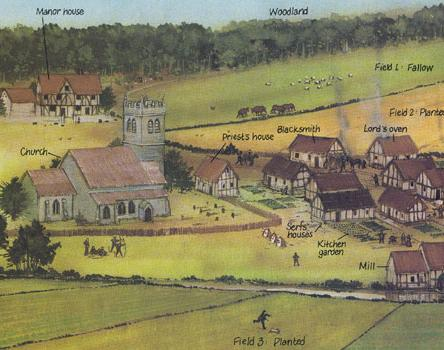 Manor house
Woodland
Field 1: Fallow
Field 2: Planted
Priest's house
Blacksmith
Lord's oven
Church
Serfs'
houses
Kitchen
garden
Mill
Field 3: Planted